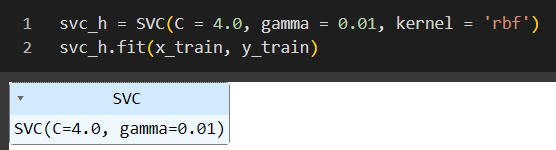 1 svc_h = SVC(C = 4.0, gamma = 0.01, kernel = 'rbf')
2 svc_h.fit(x_train, y_train)
▾ SVC
SVC(C=4.0, gamma=0.01)